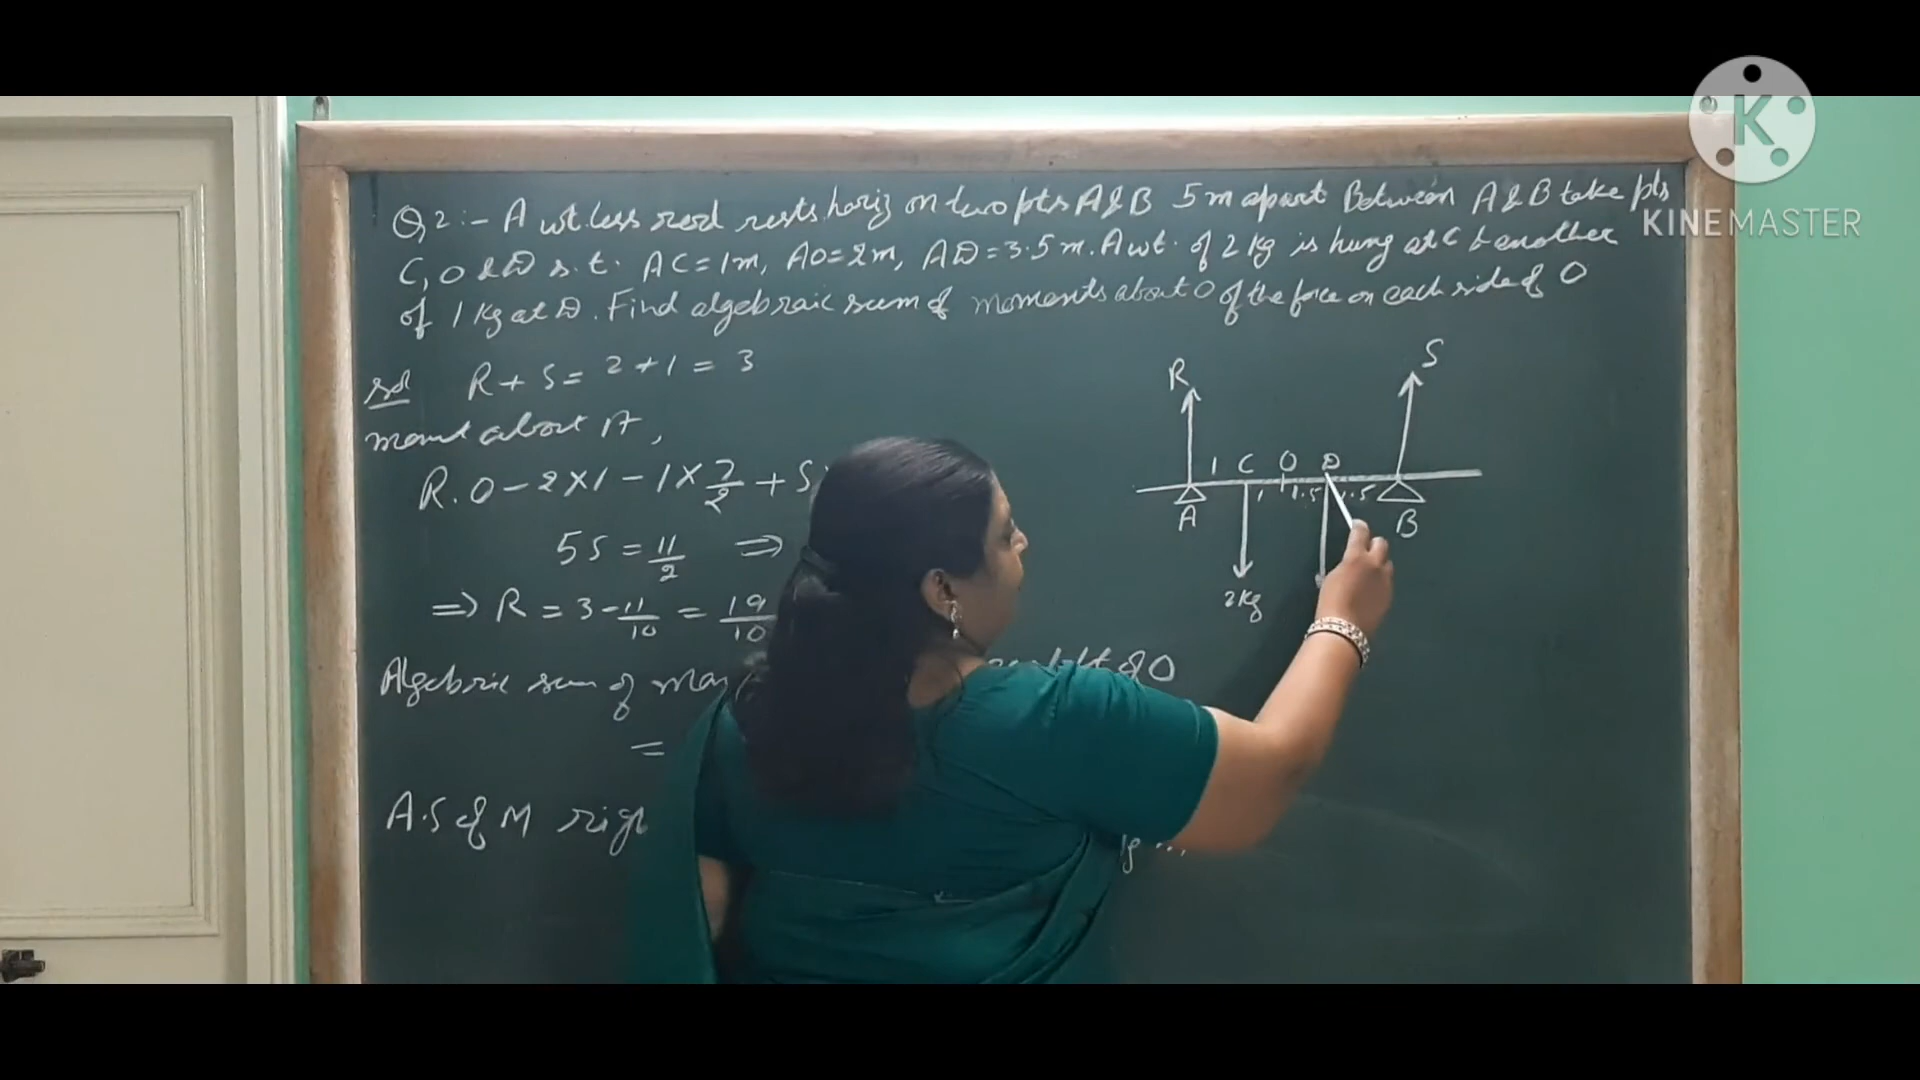 KINEMASTER
Q2:- A wt.less rod rests horiz on two pts A & B 5 m apart Between A & B take pts
C, O & D s.t. AC = 1m, AO = 2m, AD = 3.5 m. A wt. of 2 kg is hung at C & another
of 1 Kg at D. Find algebraic sum of moments about O of the force on each side of O
sol R + S = 2 + 1 = 3
R S
about A,
1 C O D
R.0 - 2 X 1 - 1 X 7/2 + S
1 1.5 1.5
A B
5S = 11/2 ⇒
2Kg
⇒ R = 3 - 11/10 = 19/10
Algebraic sum of of O
=
A.S of M